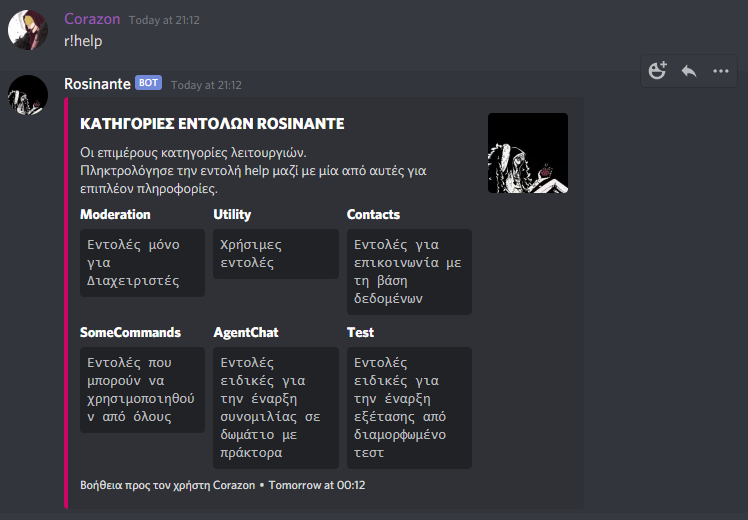 Corazon Today at 21:12
r!help
Rosinante BOT Today at 21:12
ΚΑΤΗΓΟΡΙΕΣ ΕΝΤΟΛΩΝ ROSINANTE
Οι επιμέρους κατηγορίες λειτουργιών.
Πληκτρολόγησε την εντολή help μαζί με μία από αυτές για
επιπλέον πληροφορίες.
Moderation
Εντολές μόνο
για
Διαχειριστές
Utility
Χρήσιμες
εντολές
Contacts
Εντολές για
επικοινωνία με
τη βάση
δεδομένων
SomeCommands
Εντολές που
μπορούν να
χρησιμοποιηθού
ν από όλους
AgentChat
Εντολές
ειδικές για
την έναρξη
συνομιλίας σε
δωμάτιο με
πράκτορα
Test
Εντολές
ειδικές για
την έναρξη
εξέτασης από
διαμορφωμένο
τεστ
Βοήθεια προς τον χρήστη Corazon • Tomorrow at 00:12